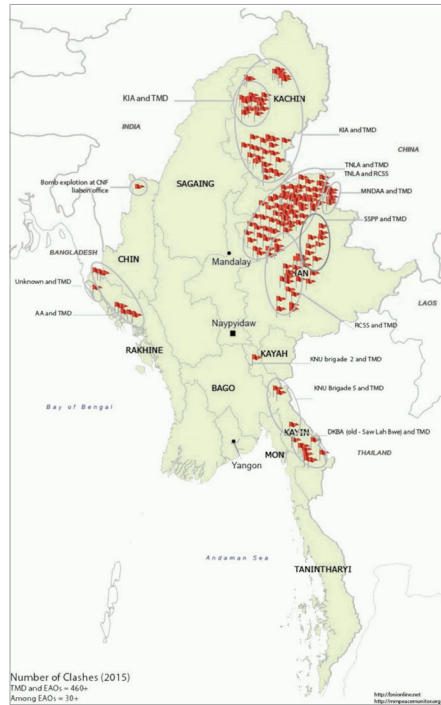 KACHIN
KIA and TMD
INDIA
KIA and TMD
CHINA
TNLA and TMD
TNLA and RCSS
Bomb explotion at CNF
liabon office
SAGAING
MNDAA and TMD
SSPP and TMD
BANGLADESH
CHIN
Mandalay
HAN
LAOS
Unknown and TMD
AA and TMD
RCSS and TMD
Naypyidaw
RAKHINE
KAYAH
KNU brigade 2 and TMD
BAGO
KNU Brigade 5 and TMD
Bay of Bengal
KAYIN
DKBA (old - Saw Lah Bwe) and TMD
Yangon
MON
THAILAND
Andaman Sea
TANINTHARYI
Number of Clashes (2015)
TMD and EAOs = 460+
Among EAOs = 30+
http://bnionline.net
http://mmpeacemonitor.org